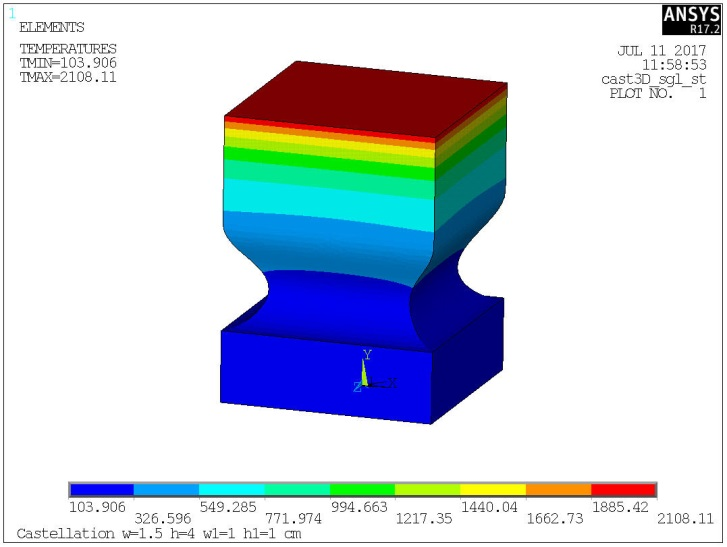 1
ELEMENTS
TEMPERATURES
TMIN=103.906
TMAX=2108.11
ANSYS
R17.2
JUL 11 2017
11:58:53
cast3D_sgl_st
PLOT NO. 1
Y
Z X
103.906 549.285 994.663 1440.04 1885.42
326.596 771.974 1217.35 1662.73 2108.11
Castellation w=1.5 h=4 w1=1 h1=1 cm